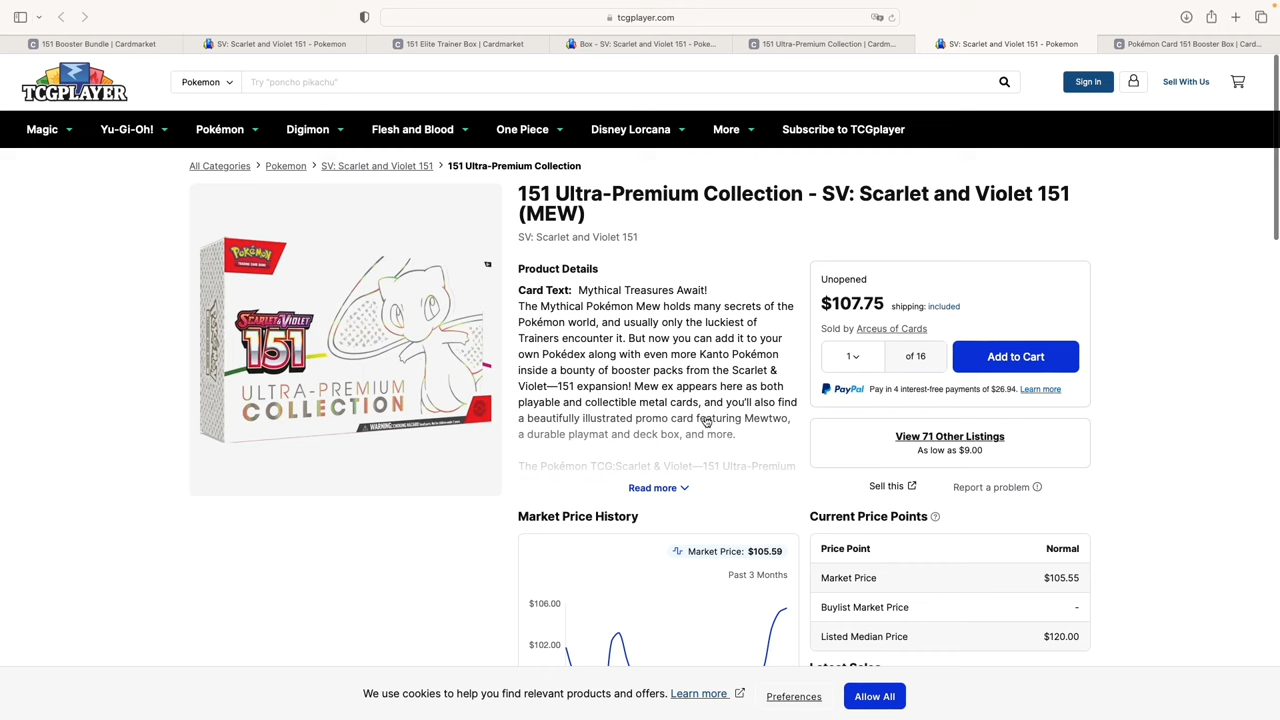 tcgplayer.com
151 Booster Bundle | Cardmarket
SV: Scarlet and Violet 151 - Pokemon
151 Elite Trainer Box | Cardmarket
Box - SV: Scarlet and Violet 151 - Poke...
151 Ultra-Premium Collection | Cardm...
SV: Scarlet and Violet 151 - Pokemon
Pokémon Card 151 Booster Box | Card...
TCGPLAYER
Pokemon
Try "poncho pikachu"
Sign In
Sell With Us
Magic
Yu-Gi-Oh!
Pokémon
Digimon
Flesh and Blood
One Piece
Disney Lorcana
More
Subscribe to TCGplayer
All Categories > Pokemon > SV: Scarlet and Violet 151 > 151 Ultra-Premium Collection
Pokémon
SCARLET & VIOLET
151
ULTRA-PREMIUM
COLLECTION
151 Ultra-Premium Collection - SV: Scarlet and Violet 151
(MEW)
SV: Scarlet and Violet 151
Product Details
Card Text: Mythical Treasures Await!
The Mythical Pokémon Mew holds many secrets of the
Pokémon world, and usually only the luckiest of
Trainers encounter it. But now you can add it to your
own Pokédex along with even more Kanto Pokémon
inside a bounty of booster packs from the Scarlet &
Violet—151 expansion! Mew ex appears here as both
playable and collectible metal cards, and you'll also find
a beautifully illustrated promo card featuring Mewtwo,
a durable playmat and deck box, and more.
The Pokémon TCG:Scarlet & Violet—151 Ultra-Premium
Read more
Unopened
$107.75 shipping: included
Sold by Arceus of Cards
1
of 16
Add to Cart
PayPal Pay in 4 interest-free payments of $26.94. Learn more
View 71 Other Listings
As low as $9.00
Sell this
Report a problem
Market Price History
Market Price: $105.59
Past 3 Months
$106.00
$102.00
Current Price Points
Price Point Normal
Market Price $105.55
Buylist Market Price -
Listed Median Price $120.00
Latest Sales
We use cookies to help you find relevant products and offers. Learn more
Preferences
Allow All